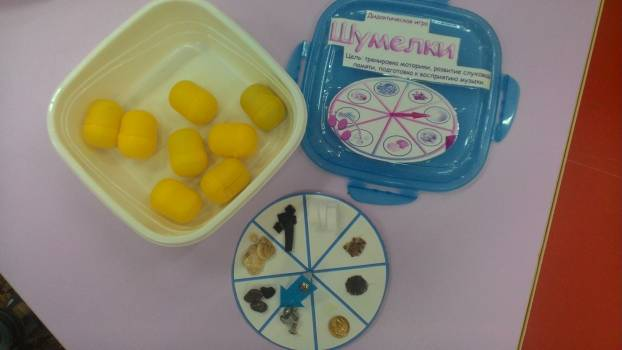 Дидактическая игра
Шумелки
Цель: тренировка моторики, развитие слуховой
памяти, подготовка к восприятию музыки